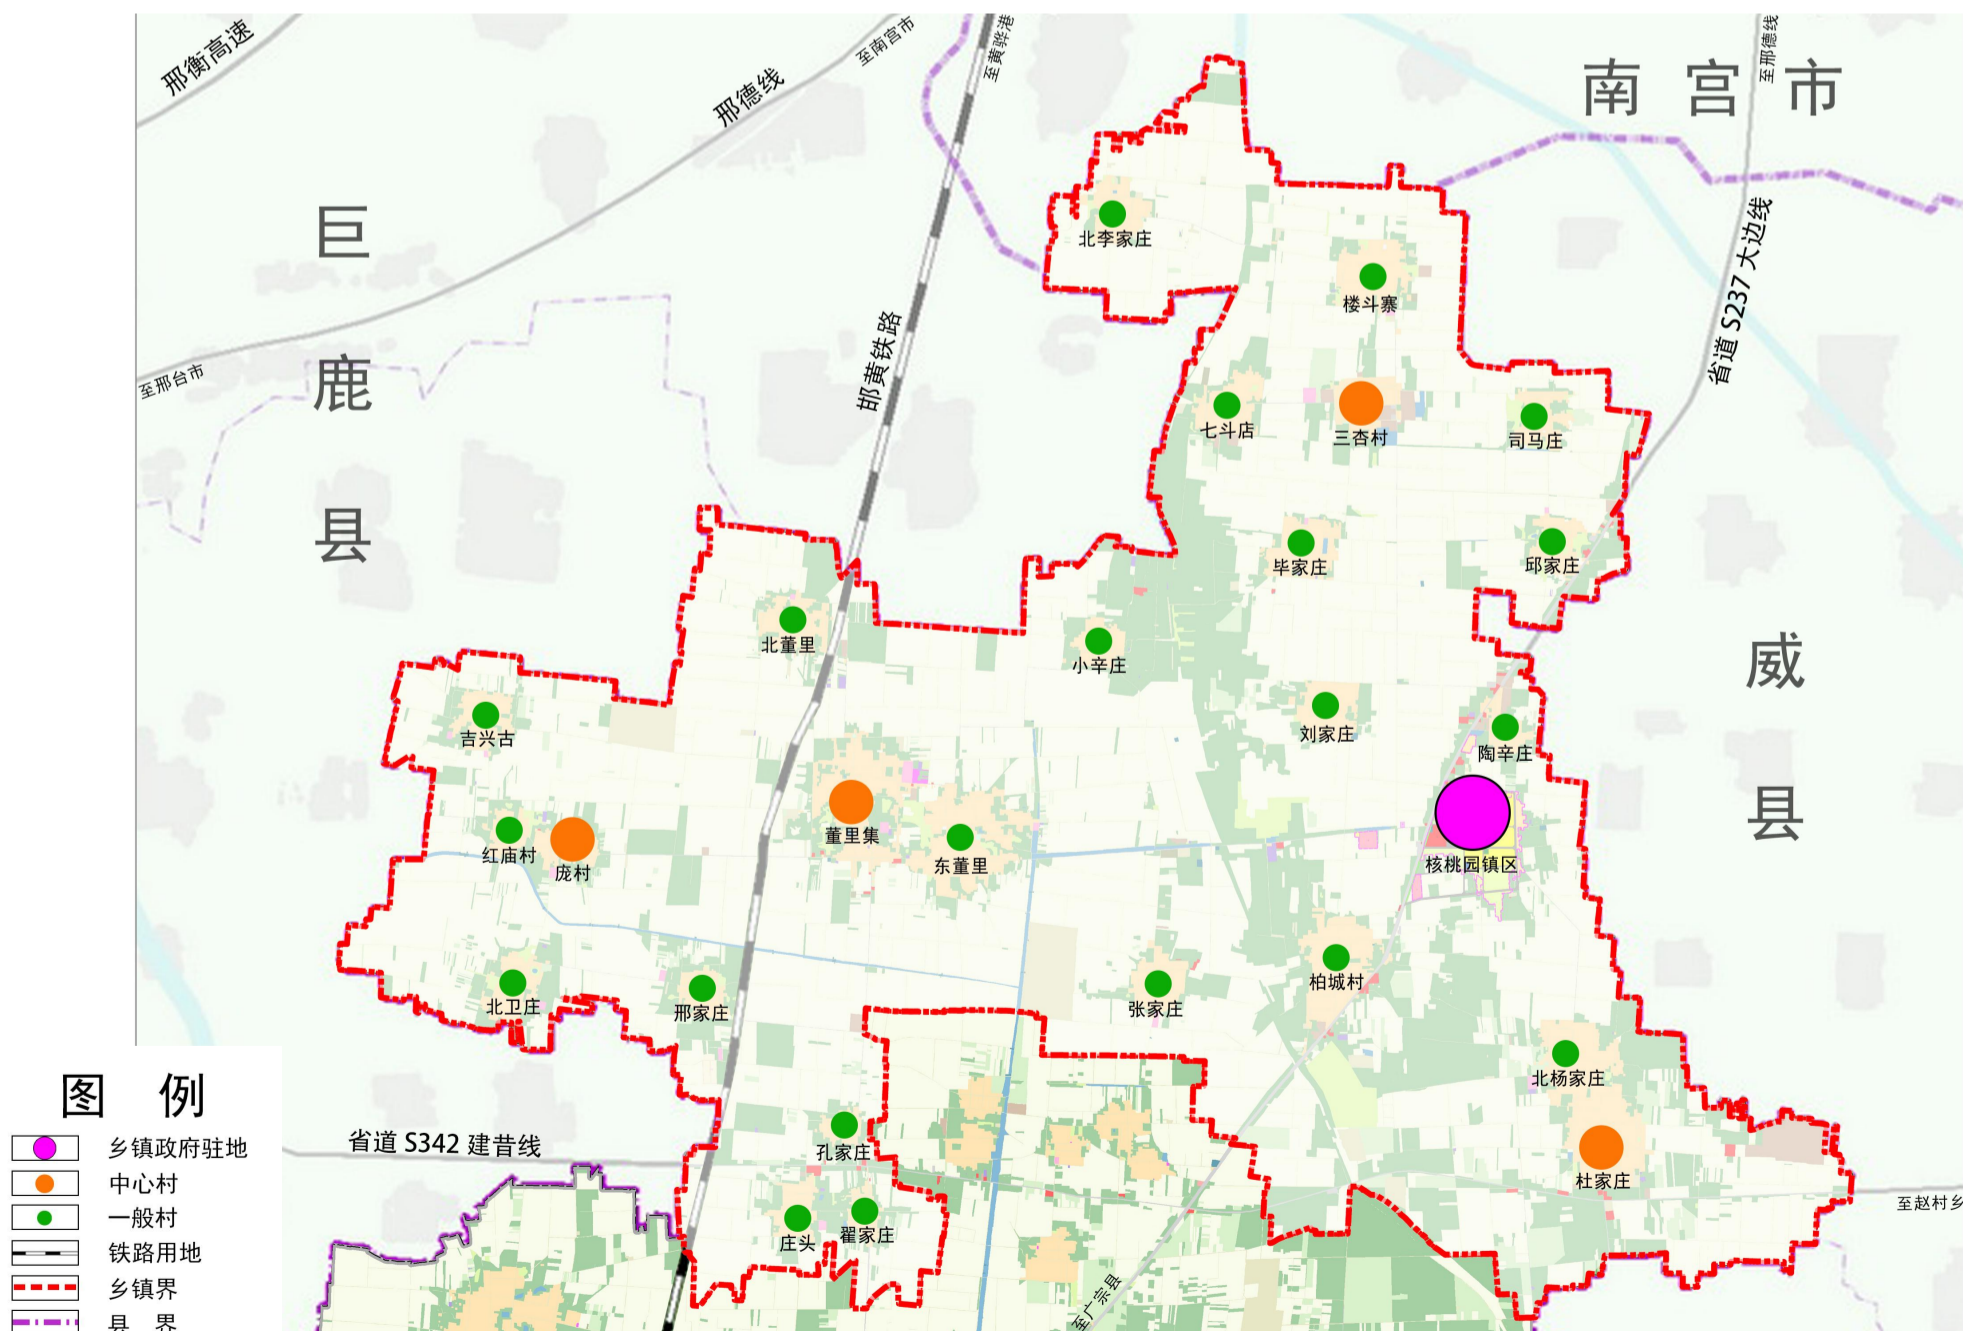 邢衡高速
邢德线
至南宫市
至黄骅港
南宫市
至邢德线
巨鹿县
北李家庄
楼斗寨
省道 S237 大边线
至邢台市
邯黄铁路
七斗店
三杏村
司马庄
毕家庄
邱家庄
北董里
小辛庄
威县
吉兴古
刘家庄
陶辛庄
董里集
东董里
核桃园镇区
红庙村
庞村
北卫庄
邢家庄
张家庄
柏城村
北杨家庄
孔家庄
杜家庄
省道 S342 建昔线
至赵村乡
庄头
翟家庄
至广宗县
图 例
乡镇政府驻地
中心村
一般村
铁路用地
乡镇界
县 界